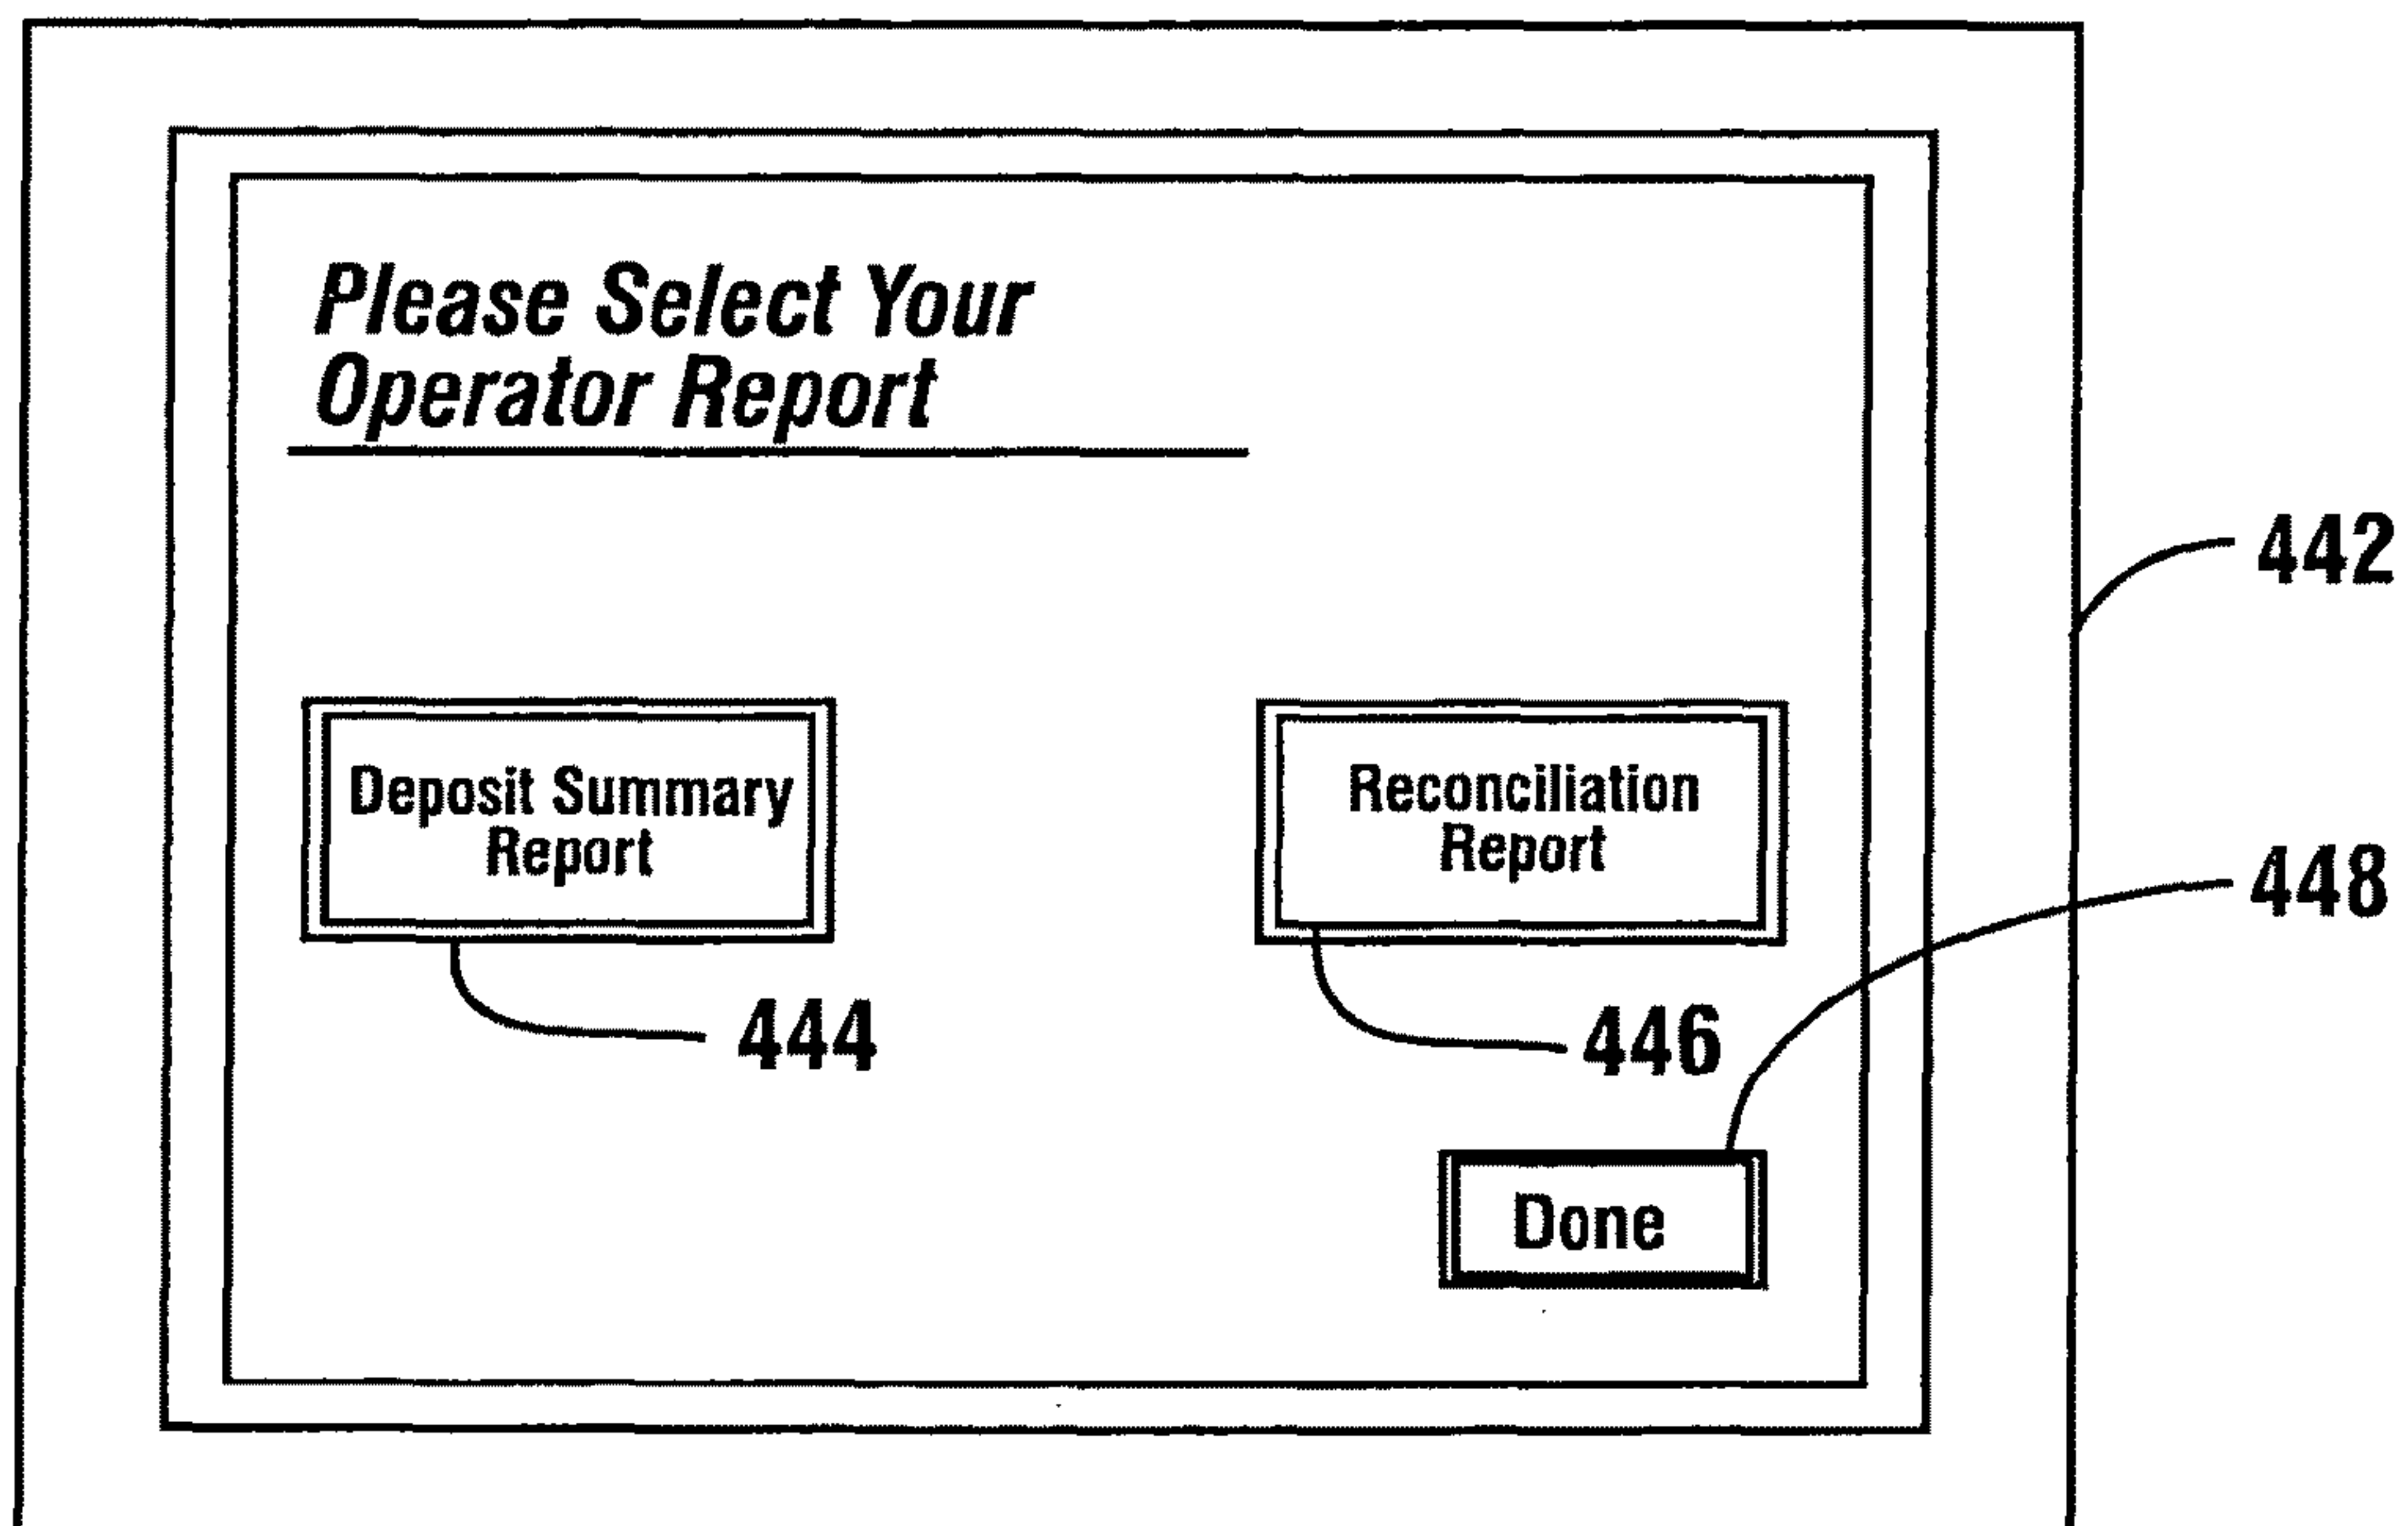 Please Select Your
Operator Report
442
Deposit Summary
Report
Reconciliation
Report
448
444
446
Done